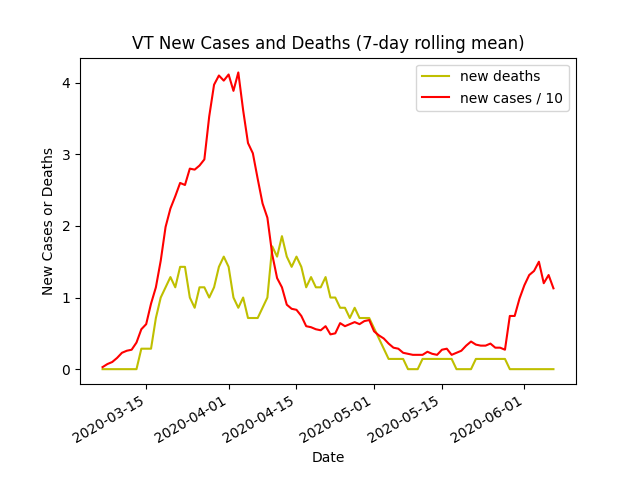 VT New Cases and Deaths (7-day rolling mean)
new deaths
new cases / 10
New Cases or Deaths
4
3
2
1
0
2020-03-15
2020-04-01
2020-04-15
2020-05-01
2020-05-15
2020-06-01
Date